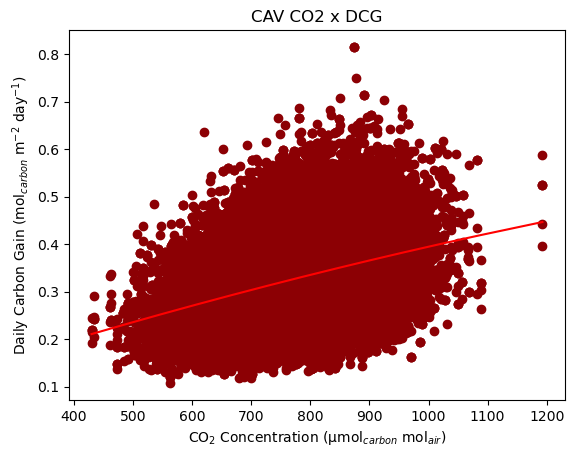 CAV CO2 x DCG
0.8
0.7
0.6
0.5
0.4
0.3
0.2
0.1
Daily Carbon Gain (mol_carbon m⁻² day⁻¹)
400 500 600 700 800 900 1000 1100 1200
CO₂ Concentration (μmol_carbon mol_air)